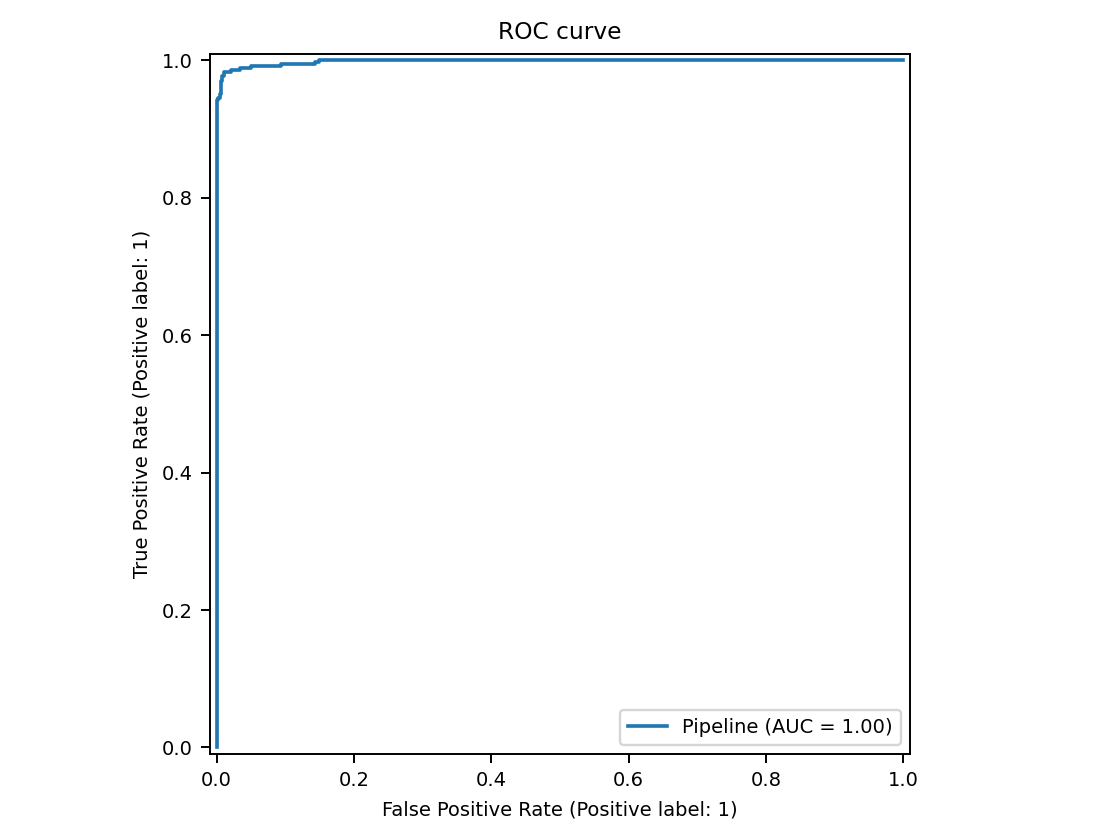 ROC curve
1.0
0.8
0.6
0.4
0.2
0.0
True Positive Rate (Positive label: 1)
Pipeline (AUC = 1.00)
0.0 0.2 0.4 0.6 0.8 1.0
False Positive Rate (Positive label: 1)